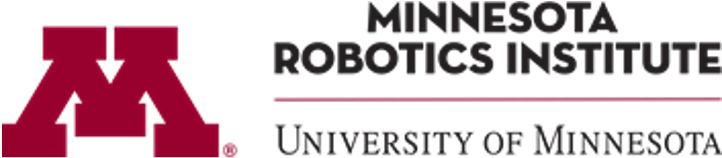 M®
MINNESOTA
ROBOTICS INSTITUTE
UNIVERSITY OF MINNESOTA